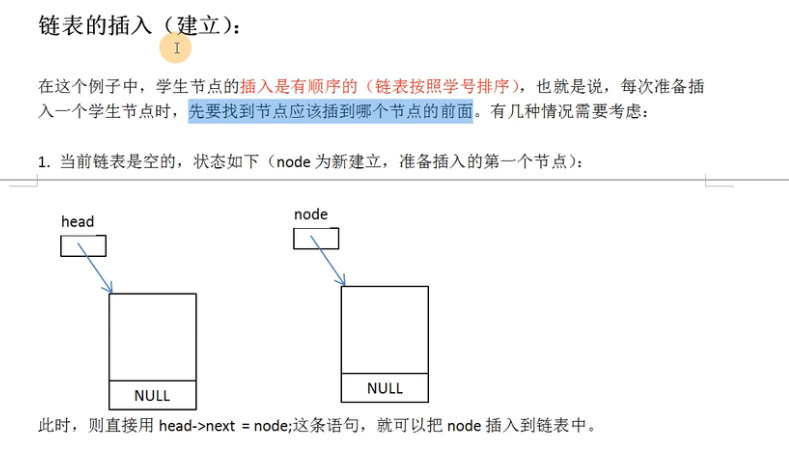 链表的插入（建立）：
在这个例子中，学生节点的插入是有顺序的（链表按照学号排序），也就是说，每次准备插
入一个学生节点时，先要找到节点应该插到哪个节点的前面。有几种情况需要考虑：
1. 当前链表是空的，状态如下（node 为新建立，准备插入的第一个节点）：
head
node
NULL
NULL
此时，则直接用 head->next = node;这条语句，就可以把 node 插入到链表中。